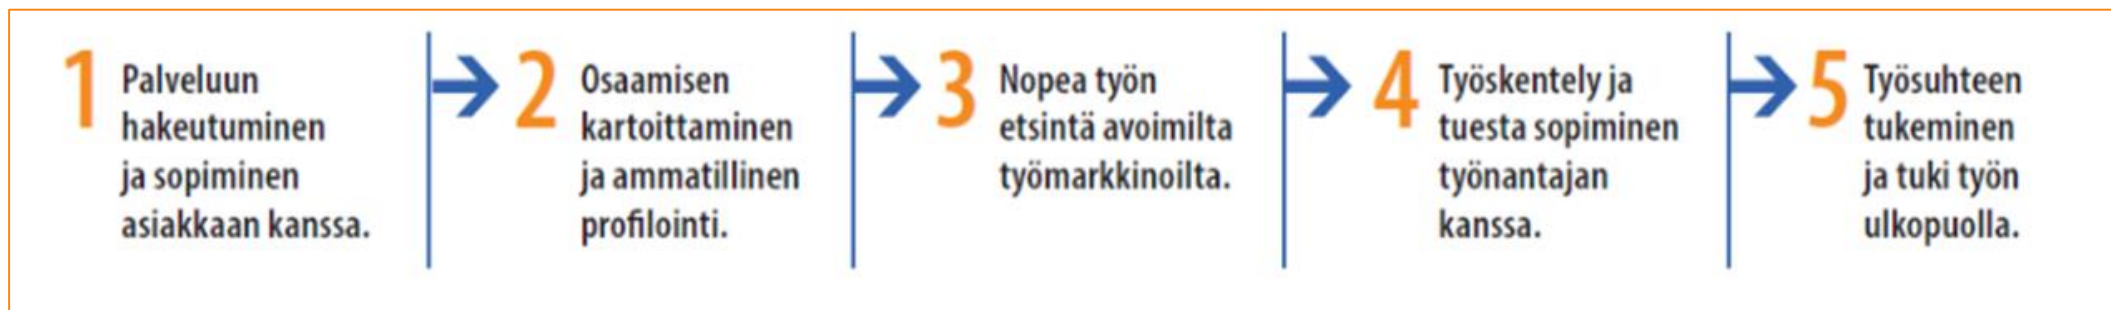 1
Palveluun
hakeutuminen
ja sopiminen
asiakkaan kanssa.
2
Osaamisen
kartoittaminen
ja ammatillinen
profilointi.
3
Nopea työn
etsintä avoimilta
työmarkkinoilta.
4
Työskentely ja
tuesta sopiminen
työnantajan
kanssa.
5
Työsuhteen
tukeminen
ja tuki työn
ulkopuolla.